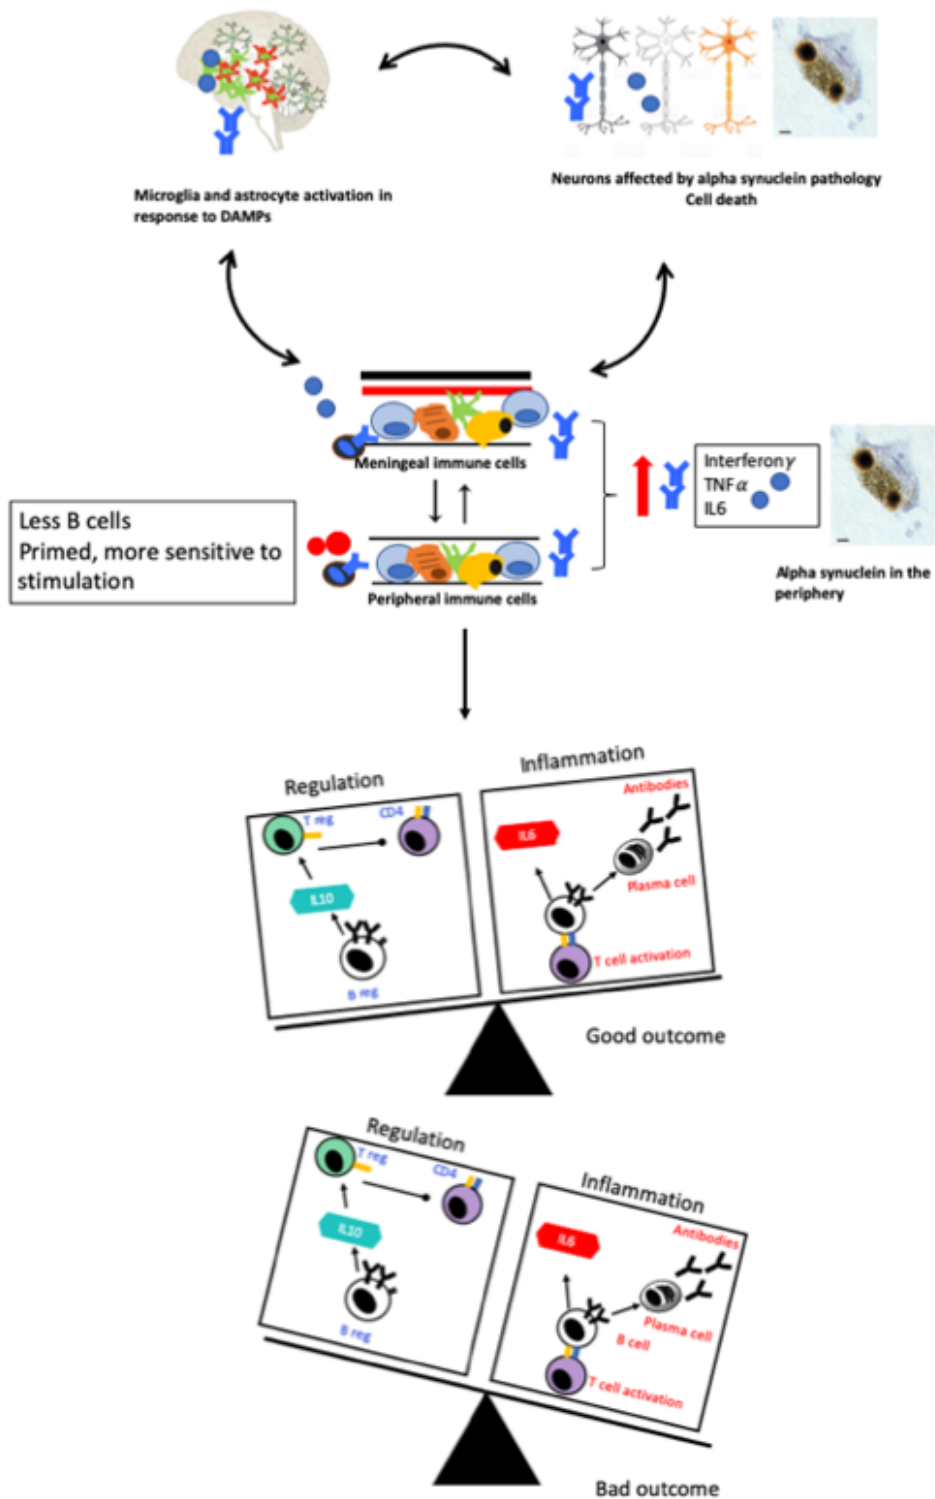 Microglia and astrocyte activation in
response to DAMPs
Neurons affected by alpha synuclein pathology
Cell death
Meningeal immune cells
Less B cells
Primed, more sensitive to
stimulation
Peripheral immune cells
Interferonγ
TNFα
IL6
Alpha synuclein in the
periphery
Regulation
T reg
CD4
IL10
B reg
Inflammation
Antibodies
IL6
Plasma cell
T cell activation
Good outcome
Regulation
T reg
CD4
IL10
B reg
Inflammation
Antibodies
IL6
Plasma cell
B cell
T cell activation
Bad outcome